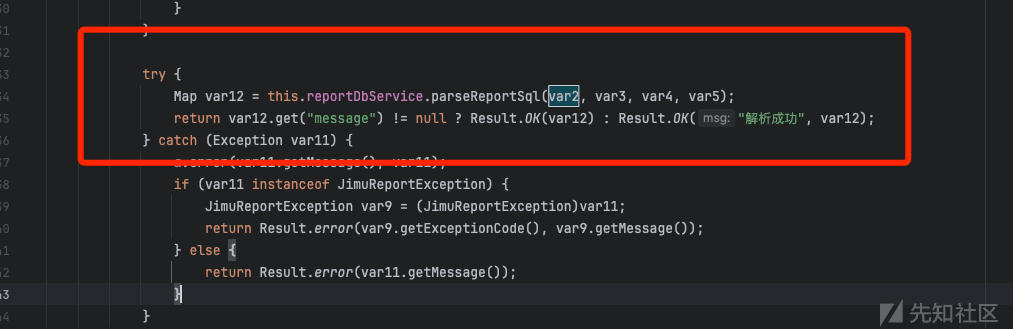 30 }
31 }
32
33 try {
34 Map var12 = this.reportDbService.parseReportSql(var2, var3, var4, var5);
35 return var12.get("message") != null ? Result.OK(var12) : Result.OK( msg: "解析成功", var12);
36 } catch (Exception var11) {
37 a.error(var11.getMessage(), var11);
38 if (var11 instanceof JimuReportException) {
39 JimuReportException var9 = (JimuReportException)var11;
40 return Result.error(var9.getExceptionCode(), var9.getMessage());
41 } else {
42 return Result.error(var11.getMessage());
43 }
44 }
先知社区